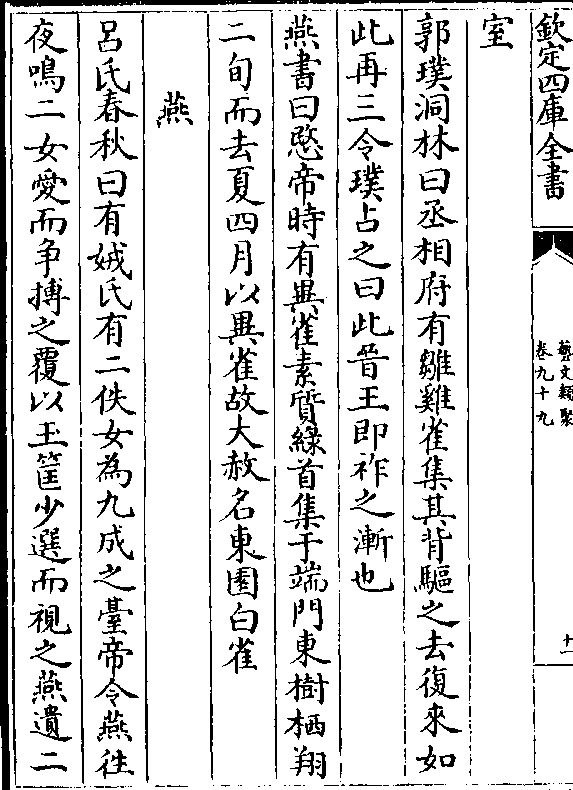 欽定四庫全書
藝文類聚
卷九十九
十一
室
郭璞洞林曰丞相府有雛雞雀集其背驅之去復來如
此再三令璞占之曰此晉王即祚之漸也
燕書曰愍帝時有異雀素質綠首集于端門東樹栖翔
二旬而去夏四月以異雀故大赦名東園白雀
燕
呂氏春秋曰有娀氏有二佚女為九成之臺帝令燕往
夜鳴二女愛而爭搏之覆以玉筐少選而視之燕遺二